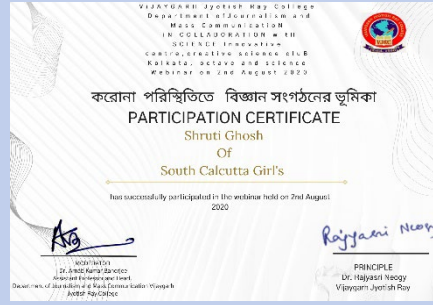 VIJAYGARH Jyotish Ray College
Department ofJournalism and
Mass CommunicatioN
IN COLLABORATION WITH
SCIENCE Innovative
centre,creative science cluB
Kolkata, octave and science
Webinar on 2nd August 2020
করোনা পরিস্থিতিতে বিজ্ঞান সংগঠনের ভূমিকা
PARTICIPATION CERTIFICATE
Shruti Ghosh
Of
South Calcutta Girl's
has successfully participated in the webinar held on 2nd August
2020
Rajyasri Neogy
MODERATOR
Dr. Amod Kumar Banerjee
Assistant Professor and Head,
Department of Journalism and Mass Communication Vijaygarh
Jyotish Ray College
PRINCIPLE
Dr. Rajyasri Neogy
Vijaygarh Jyotish Ray